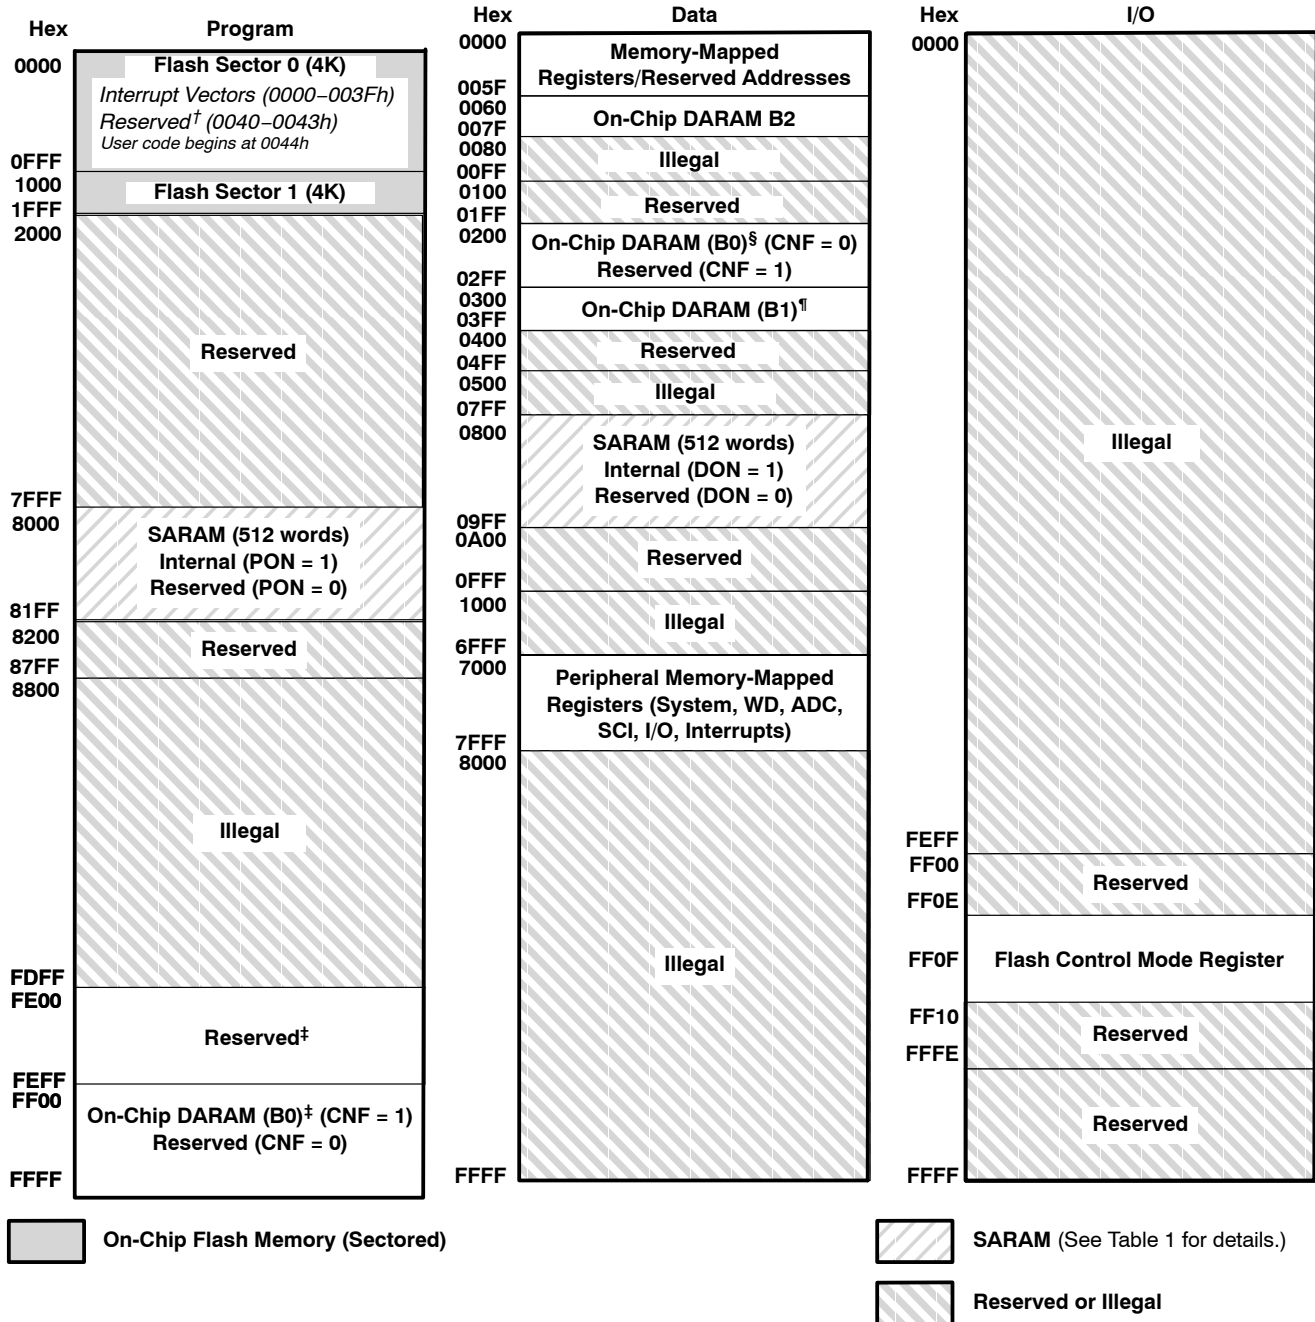 Hex Program
0000
Flash Sector 0 (4K)
Interrupt Vectors (0000–003Fh)
Reserved† (0040–0043h)
User code begins at 0044h
0FFF
1000
Flash Sector 1 (4K)
1FFF
2000
Reserved
7FFF
8000
SARAM (512 words)
Internal (PON = 1)
Reserved (PON = 0)
81FF
8200
Reserved
87FF
8800
Illegal
FDFF
FE00
Reserved‡
FEFF
FF00
On-Chip DARAM (B0)‡ (CNF = 1)
Reserved (CNF = 0)
FFFF
Hex Data
0000
Memory-Mapped
Registers/Reserved Addresses
005F
0060
On-Chip DARAM B2
007F
0080
Illegal
00FF
0100
Reserved
01FF
0200
On-Chip DARAM (B0)§ (CNF = 0)
Reserved (CNF = 1)
02FF
0300
On-Chip DARAM (B1)¶
03FF
0400
Reserved
04FF
0500
Illegal
07FF
0800
SARAM (512 words)
Internal (DON = 1)
Reserved (DON = 0)
09FF
0A00
Reserved
0FFF
1000
Illegal
6FFF
7000
Peripheral Memory-Mapped
Registers (System, WD, ADC,
SCI, I/O, Interrupts)
7FFF
8000
Illegal
FFFF
Hex I/O
0000
Illegal
FEFF
FF00
Reserved
FF0E
FF0F Flash Control Mode Register
FF10
Reserved
FFFE
Reserved
FFFF
On-Chip Flash Memory (Sectored)
SARAM (See Table 1 for details.)
Reserved or Illegal